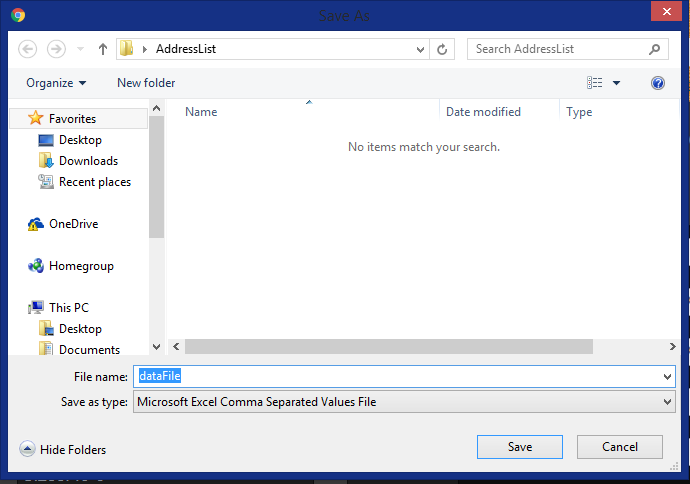 Save As
AddressList
Search AddressList
Organize
New folder
Name
Date modified
Type
No items match your search.
Favorites
Desktop
Downloads
Recent places
OneDrive
Homegroup
This PC
Desktop
Documents
File name: dataFile
Save as type: Microsoft Excel Comma Separated Values File
Hide Folders
Save
Cancel